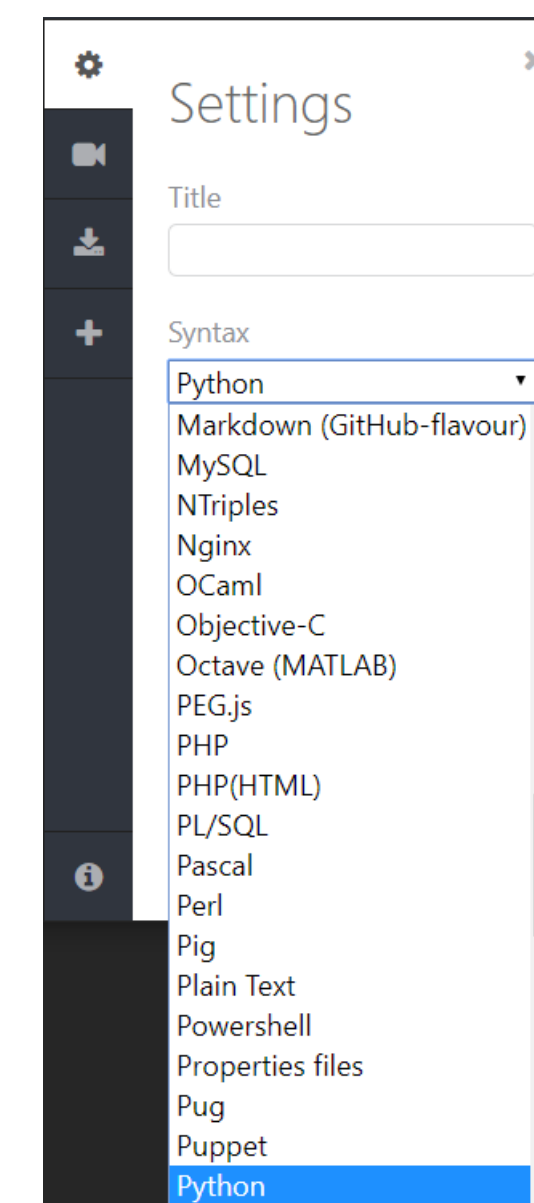 Settings
Title
Syntax
Python
Markdown (GitHub-flavour)
MySQL
NTriples
Nginx
OCaml
Objective-C
Octave (MATLAB)
PEG.js
PHP
PHP(HTML)
PL/SQL
Pascal
Perl
Pig
Plain Text
Powershell
Properties files
Pug
Puppet
Python